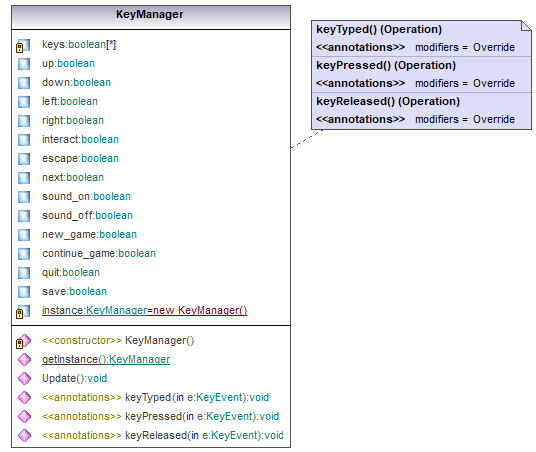 KeyManager
keys:boolean[*]
up:boolean
down:boolean
left:boolean
right:boolean
interact:boolean
escape:boolean
next:boolean
sound_on:boolean
sound_off:boolean
new_game:boolean
continue_game:boolean
quit:boolean
save:boolean
instance:KeyManager=new KeyManager()
<<constructor>> KeyManager()
getInstance():KeyManager
Update():void
<<annotations>> keyTyped(in e:KeyEvent):void
<<annotations>> keyPressed(in e:KeyEvent):void
<<annotations>> keyReleased(in e:KeyEvent):void
keyTyped() (Operation)
<<annotations>> modifiers = Override
keyPressed() (Operation)
<<annotations>> modifiers = Override
keyReleased() (Operation)
<<annotations>> modifiers = Override